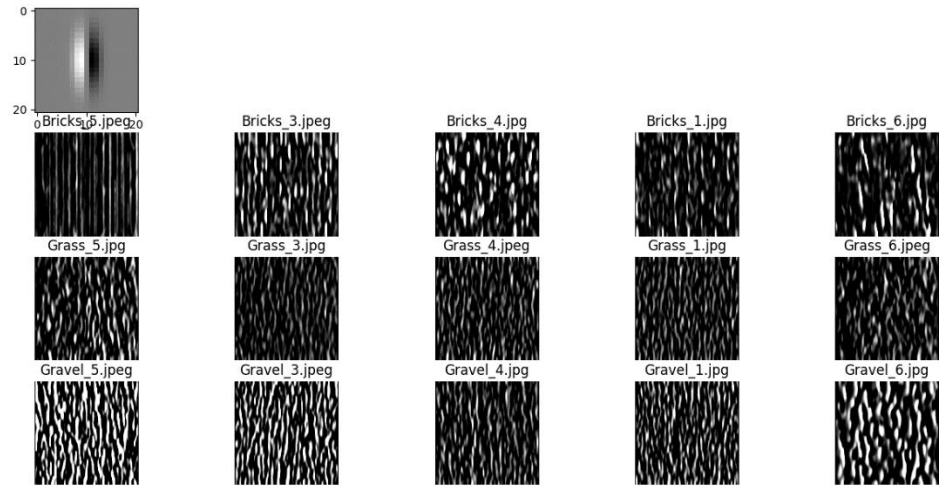 0
10
20
0 10 20
Bricks_5.jpeg Bricks_3.jpeg Bricks_4.jpg Bricks_1.jpg Bricks_6.jpg
Grass_5.jpg Grass_3.jpg Grass_4.jpeg Grass_1.jpg Grass_6.jpeg
Gravel_5.jpeg Gravel_3.jpeg Gravel_4.jpg Gravel_1.jpg Gravel_6.jpg